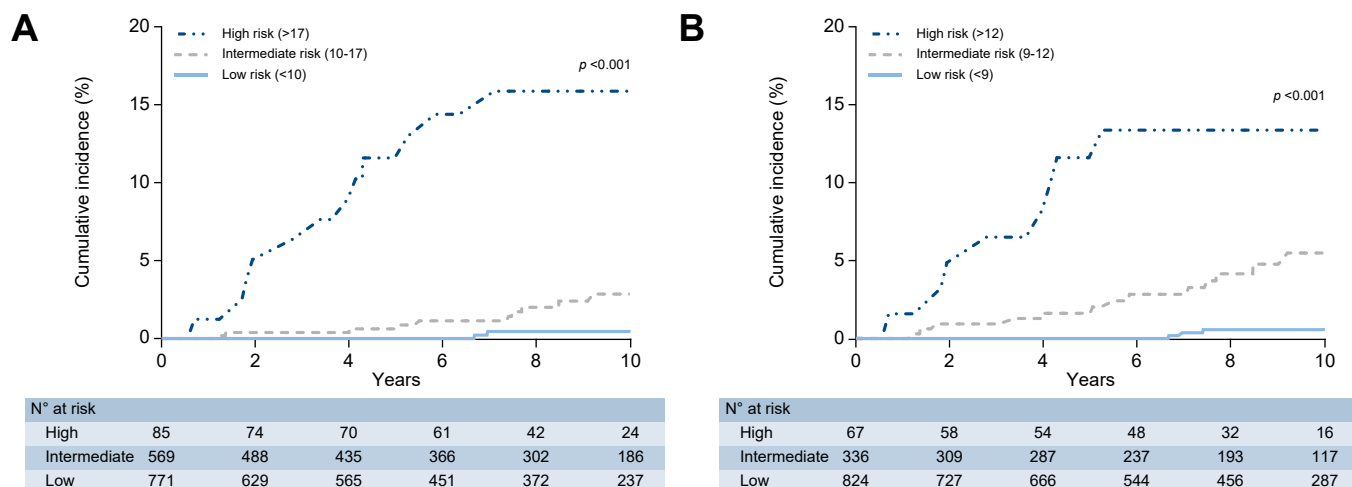 A
20
15
10
5
0
Cumulative incidence (%)
High risk (>17)
Intermediate risk (10-17)
Low risk (<10)
p <0.001
0 2 4 6 8 10
Years
N° at risk
High 85 74 70 61 42 24
Intermediate 569 488 435 366 302 186
Low 771 629 565 451 372 237
B
20
15
10
5
0
Cumulative incidence (%)
High risk (>12)
Intermediate risk (9-12)
Low risk (<9)
p <0.001
0 2 4 6 8 10
Years
N° at risk
High 67 58 54 48 32 16
Intermediate 336 309 287 237 193 117
Low 824 727 666 544 456 287